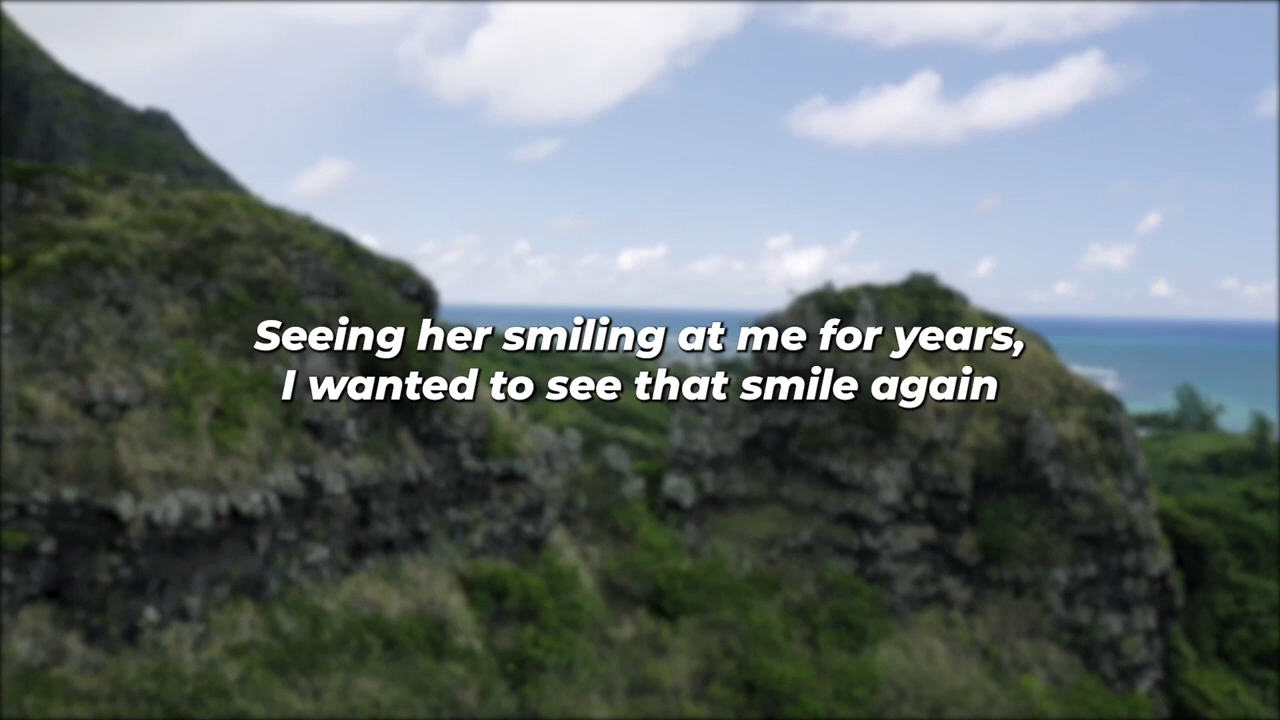 Seeing her smiling at me for years,
I wanted to see that smile again